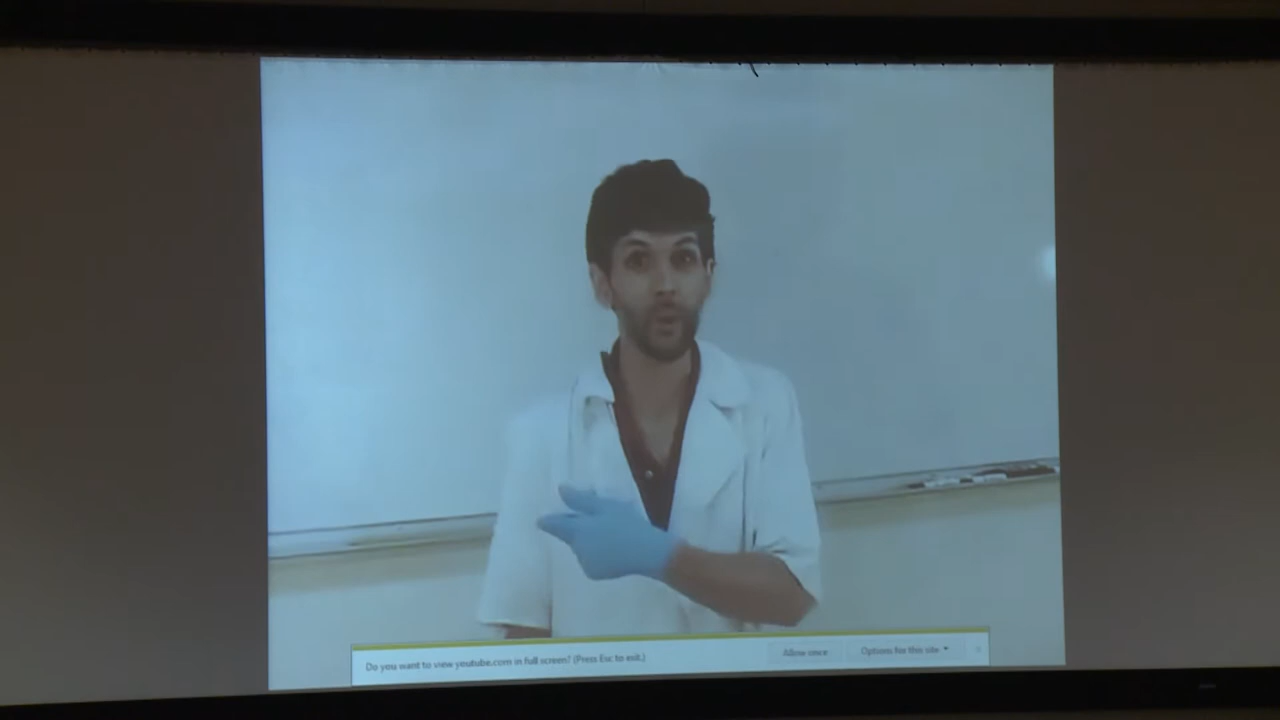 Do you want to view youtube.com in full screen? (Press Esc to exit.)
Allow once
Options for this site